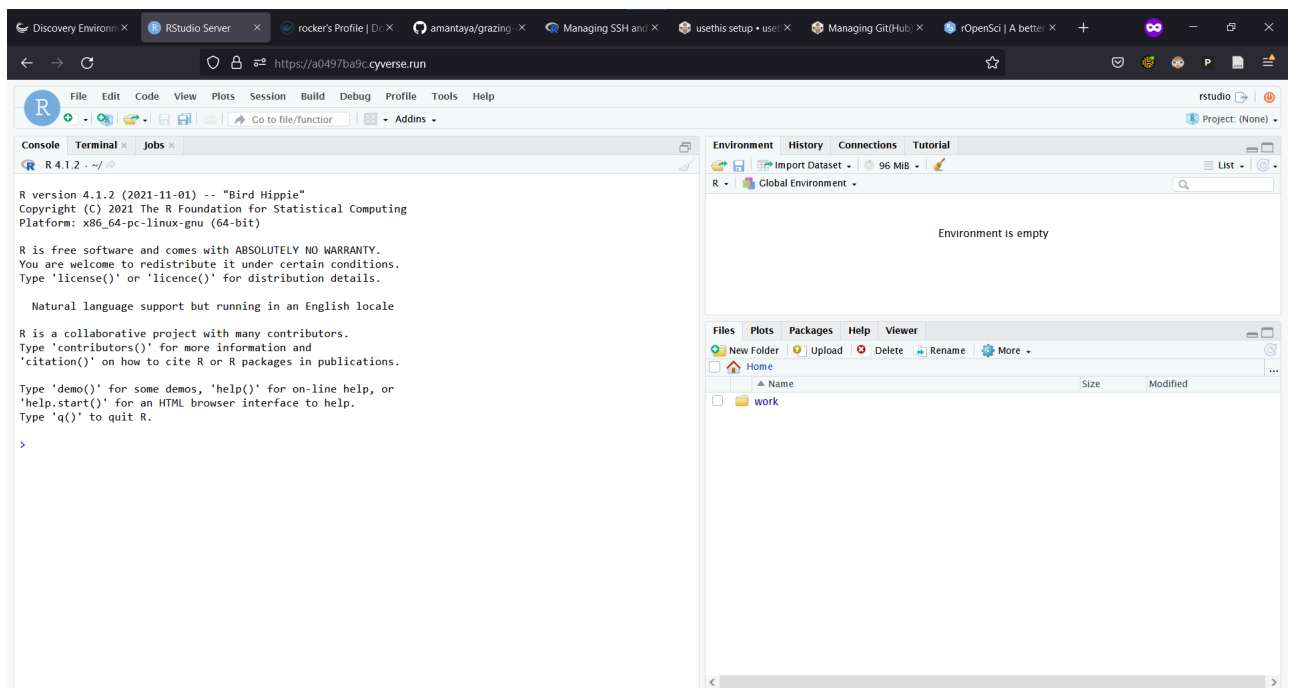 Discovery Environm
RStudio Server
rocker's Profile | Do
amantaya/grazing-
Managing SSH and
usethis setup • uset
Managing Git(Hub)
rOpenSci | A better
https://a0497ba9c.cyverse.run
P
R
File Edit Code View Plots Session Build Debug Profile Tools Help
rstudio
Go to file/function
Addins
Project: (None)
Console Terminal Jobs
R 4.1.2 · ~/
R version 4.1.2 (2021-11-01) -- "Bird Hippie"
Copyright (C) 2021 The R Foundation for Statistical Computing
Platform: x86_64-pc-linux-gnu (64-bit)
R is free software and comes with ABSOLUTELY NO WARRANTY.
You are welcome to redistribute it under certain conditions.
Type 'license()' or 'licence()' for distribution details.
Natural language support but running in an English locale
R is a collaborative project with many contributors.
Type 'contributors()' for more information and
'citation()' on how to cite R or R packages in publications.
Type 'demo()' for some demos, 'help()' for on-line help, or
'help.start()' for an HTML browser interface to help.
Type 'q()' to quit R.
>
Environment History Connections Tutorial
Import Dataset 96 MiB List
R Global Environment
Environment is empty
Files Plots Packages Help Viewer
New Folder Upload Delete Rename More
Home ...
Name Size Modified
work